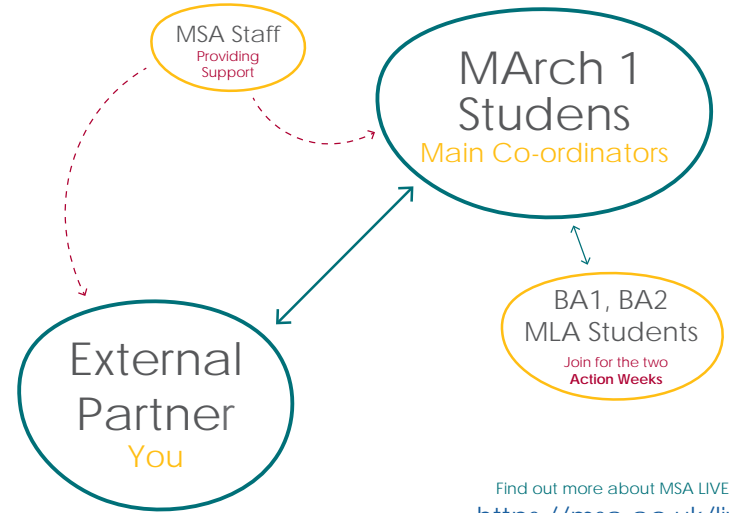 MSA Staff
Providing
Support
MArch 1
Studens
Main Co-ordinators
BA1, BA2
MLA Students
Join for the two
Action Weeks
External
Partner
You
Find out more about MSA LIVE